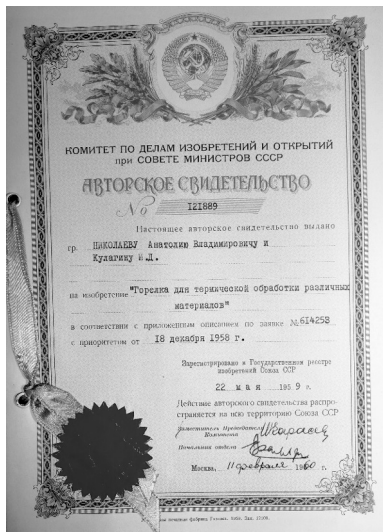 КОМИТЕТ ПО ДЕЛАМ ИЗОБРЕТЕНИЙ И ОТКРЫТИЙ
при СОВЕТЕ МИНИСТРОВ СССР
АВТОРСКОЕ СВИДЕТЕЛЬСТВО
№ 121889
Настоящее авторское свидетельство выдано
гр. НИКОЛАЕВУ Анатолию Владимировичу и
Кулагину И.Д.
на изобретение "Горелка для термической обработки различных
материалов"
в соответствии с приложенным описанием по заявке № 614253
с приоритетом от 18 декабря 1958 г.
Зарегистрировано в Государственном реестре
изобретений Союза ССР
22 мая 1959 г.
Действие авторского свидетельства распро-
страняется на всю территорию Союза ССР
Заместитель Председателя
Комитета
Начальник отдела
Москва, 11 февраля 1960 г.